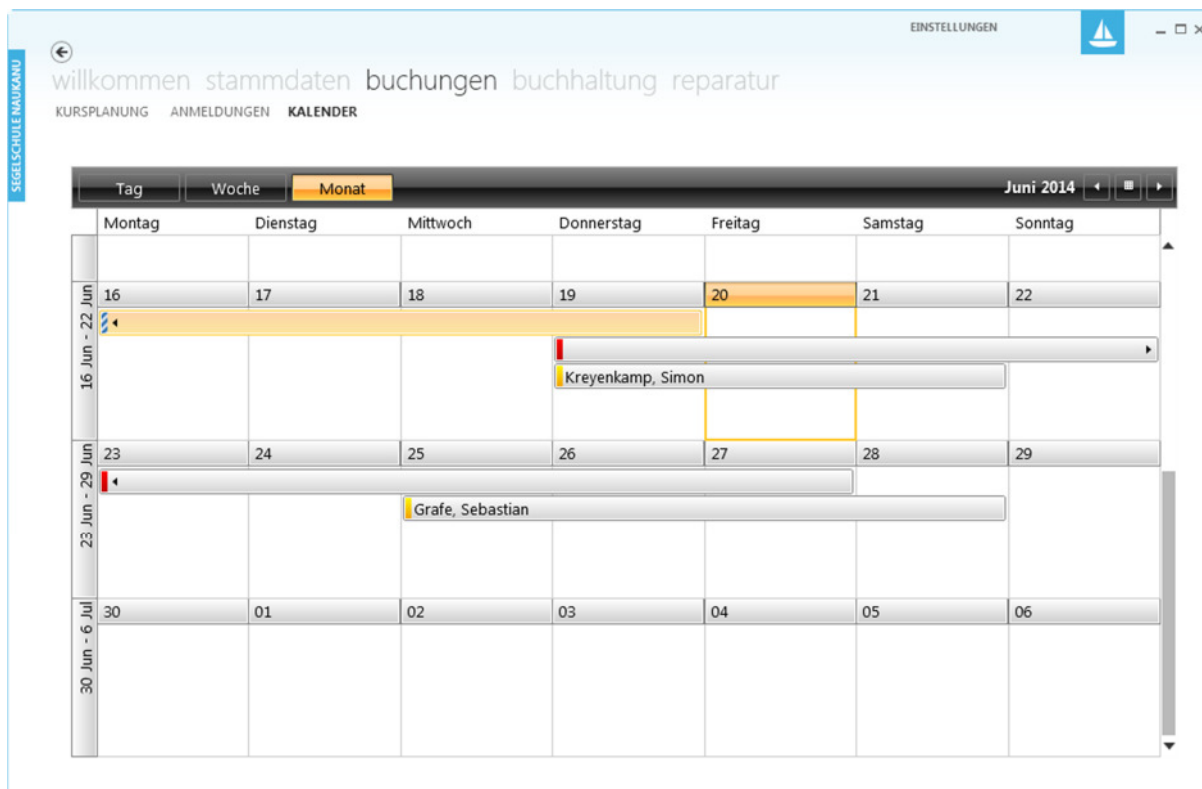 EINSTELLUNGEN
SEGELSCHULE NAUKANU
willkommen stammdaten buchungen buchhaltung reparatur
KURSPLANUNG ANMELDUNGEN KALENDER
Tag Woche Monat Juni 2014
Montag Dienstag Mittwoch Donnerstag Freitag Samstag Sonntag
16 Jun - 22 Jun
16 17 18 19 20 21 22
Kreyenkamp, Simon
23 Jun - 29 Jun
23 24 25 26 27 28 29
Grafe, Sebastian
30 Jun - 6 Jul
30 01 02 03 04 05 06